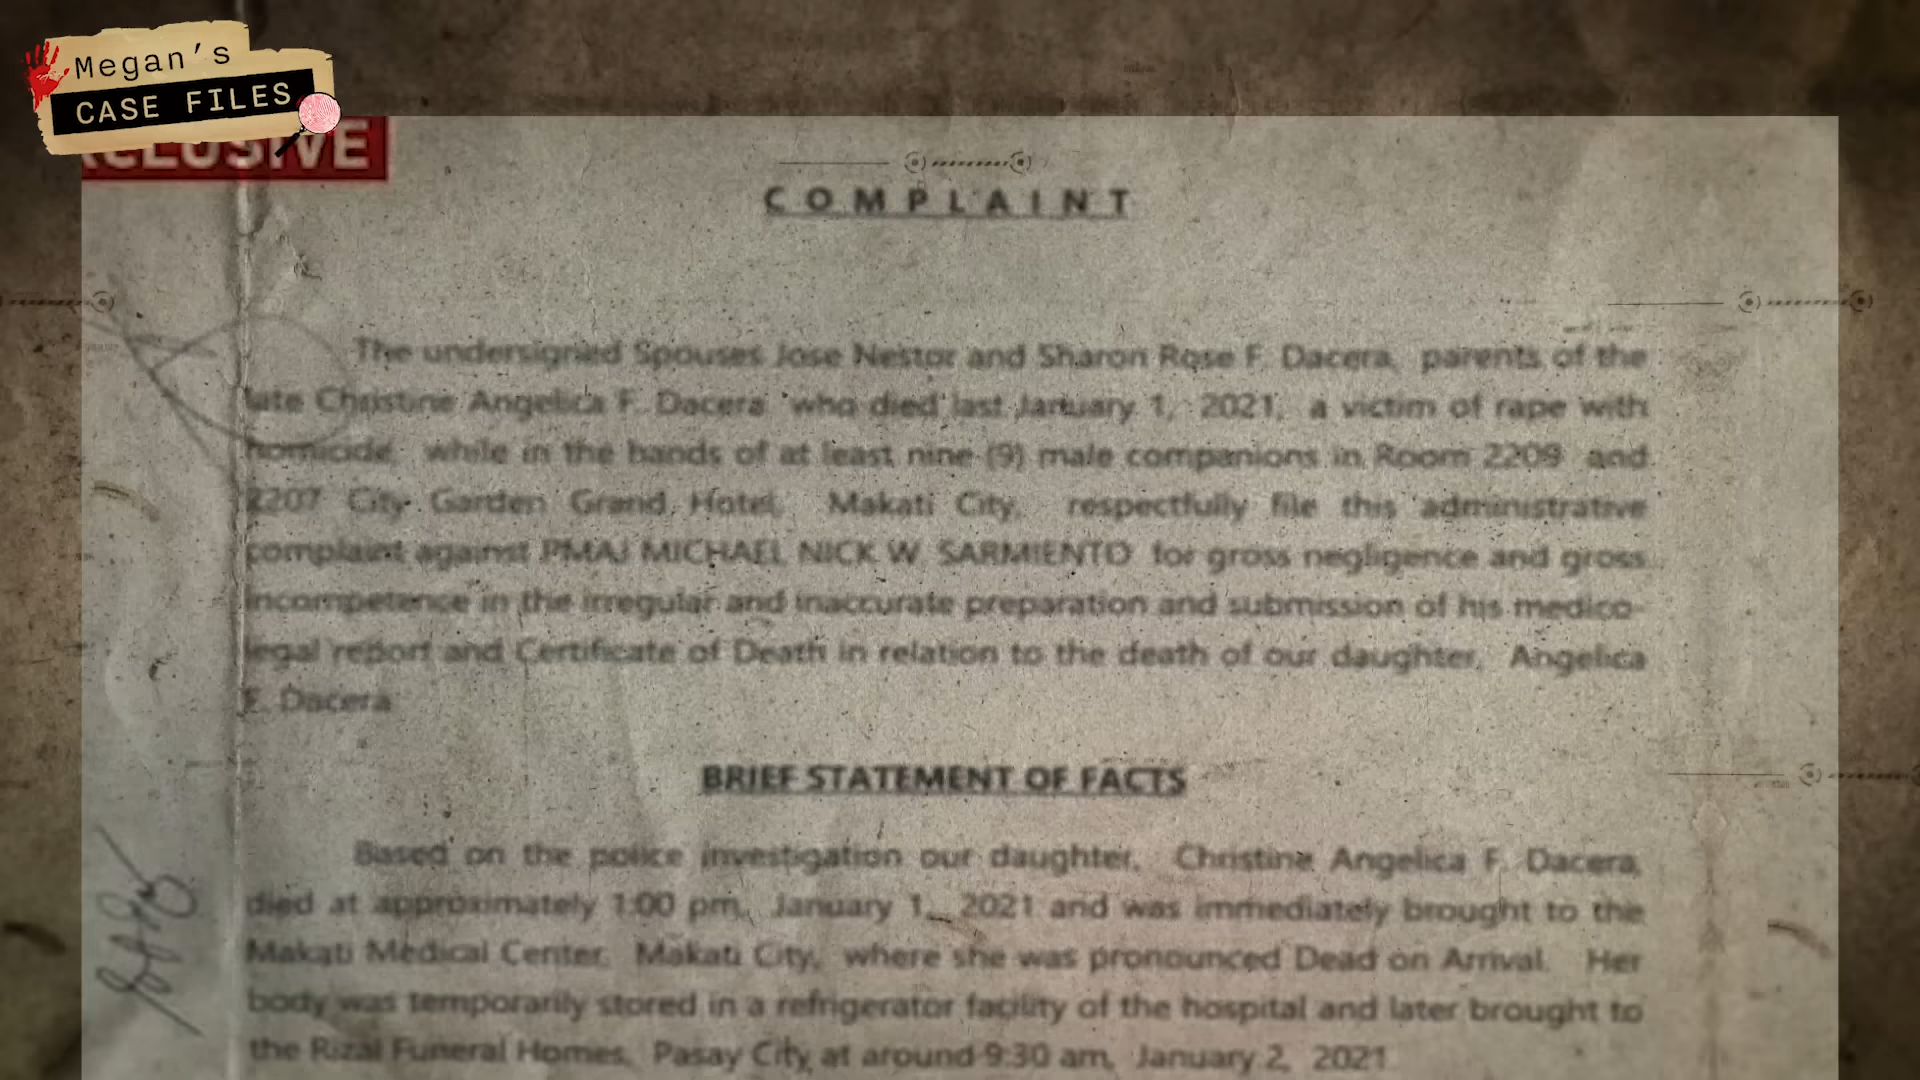 Megan's
CASE FILES
CLUSIVE
COMPLAINT
The undersigned Spouses Jose Nestor and Sharon Rose F. Dacera, parents of the
late Christine Angelica F. Dacera who died last January 1, 2021, a victim of rape with
homicide, while in the hands of at least nine (9) male companions in Room 2209 and
2207 City Garden Grand Hotel, Makati City, respectfully file this administrative
complaint against PMAJ MICHAEL NICK W. SARMIENTO for gross negligence and gross
incompetence in the irregular and inaccurate preparation and submission of his medico-
legal report and Certificate of Death in relation to the death of our daughter, Angelica
F. Dacera
BRIEF STATEMENT OF FACTS
Based on the police investigation our daughter, Christine Angelica F. Dacera,
died at approximately 1:00 pm, January 1, 2021 and was immediately brought to the
Makati Medical Center, Makati City, where she was pronounced Dead on Arrival. Her
body was temporarily stored in a refrigerator facility of the hospital and later brought to
the Rizal Funeral Homes, Pasay City, at around 9:30 am, January 2, 2021